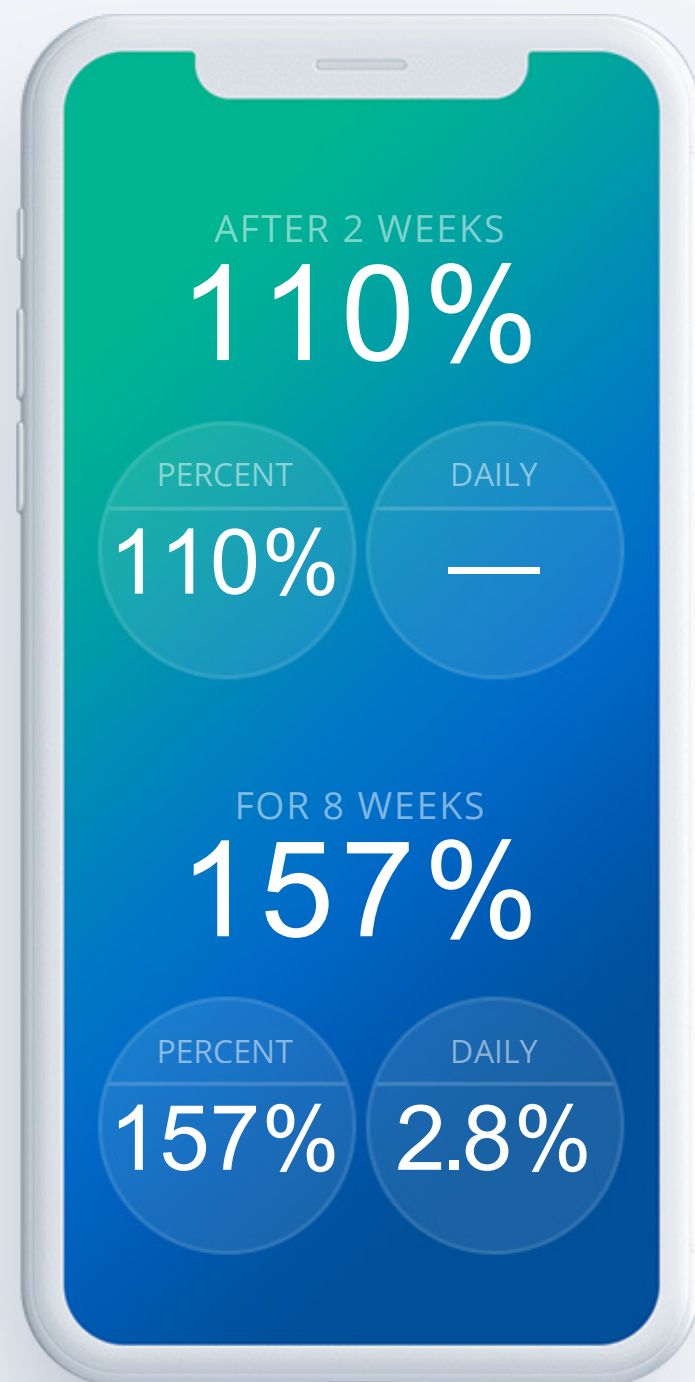 AFTER 2 WEEKS
110%
PERCENT DAILY
110% —
FOR 8 WEEKS
157%
PERCENT DAILY
157% 2.8%